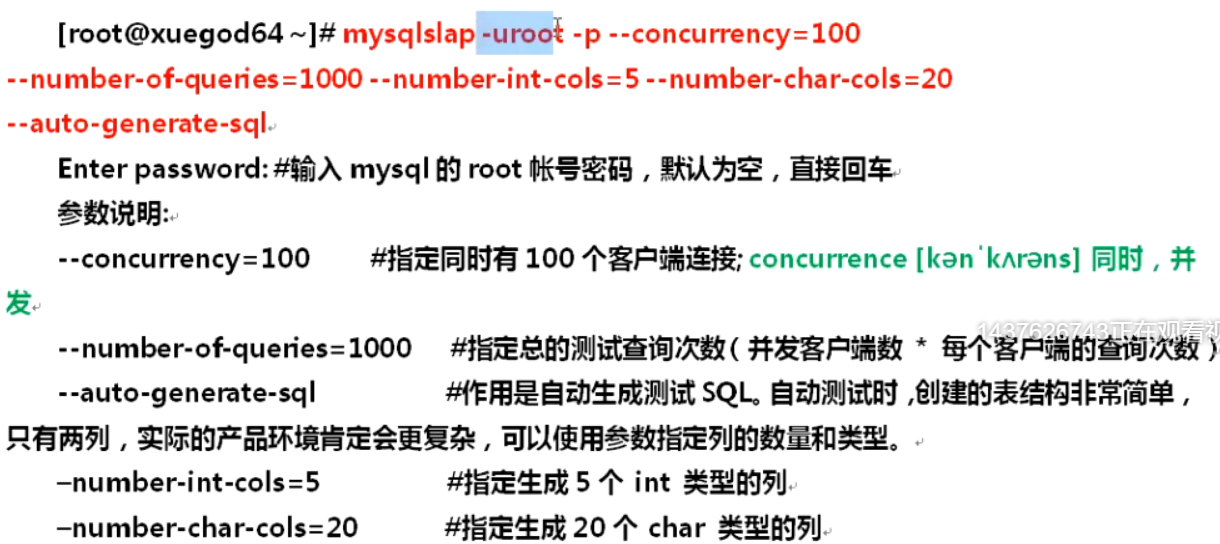 [root@xuegod64 ~]# mysqlslap -uroot -p --concurrency=100
--number-of-queries=1000 --number-int-cols=5 --number-char-cols=20
--auto-generate-sql
Enter password: #输入 mysql 的 root 帐号密码，默认为空，直接回车
参数说明:
--concurrency=100 #指定同时有 100 个客户端连接; concurrence [kənˈkʌrəns] 同时，并
发
1437626743正在观看视
--number-of-queries=1000 #指定总的测试查询次数( 并发客户端数 * 每个客户端的查询次数 )
--auto-generate-sql #作用是自动生成测试 SQL。自动测试时 ,创建的表结构非常简单，
只有两列，实际的产品环境肯定会更复杂，可以使用参数指定列的数量和类型。
–number-int-cols=5 #指定生成 5 个 int 类型的列
–number-char-cols=20 #指定生成 20 个 char 类型的列